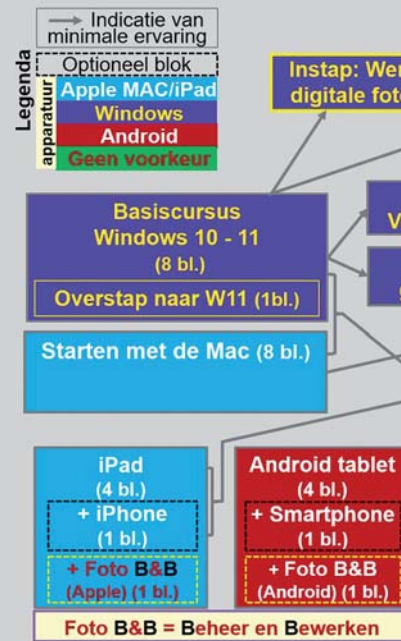 Indicatie van
minimale ervaring
Legenda
Optioneel blok
apparatuur
Apple MAC/iPad
Windows
Android
Geen voorkeur
Instap:
digitale
Basiscursus
Windows 10 - 11
(8 bl.)
Overstap naar W11 (1bl.)
Starten met de Mac (8 bl.)
iPad
(4 bl.)
+ iPhone
(1 bl.)
+ Foto B&B
(Apple) (1 bl.)
Android tablet
(4 bl.)
+ Smartphone
(1 bl.)
+ Foto B&B
(Android) (1 bl.)
Foto B&B = Beheer en Bewerken